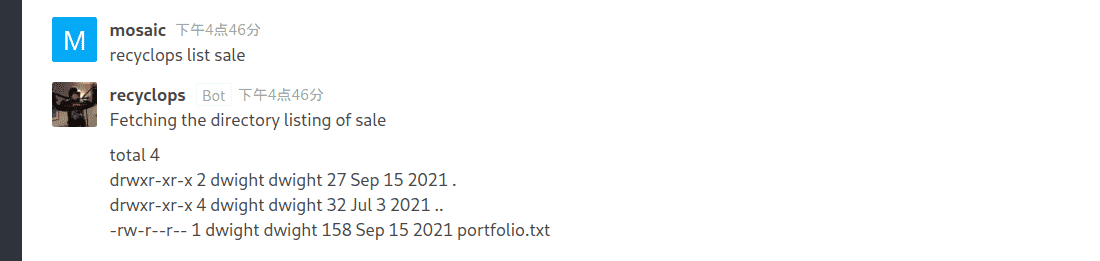 M
mosaic 下午4点46分
recyclops list sale
recyclops Bot 下午4点46分
Fetching the directory listing of sale
total 4
drwxr-xr-x 2 dwight dwight 27 Sep 15 2021 .
drwxr-xr-x 4 dwight dwight 32 Jul 3 2021 ..
-rw-r--r-- 1 dwight dwight 158 Sep 15 2021 portfolio.txt